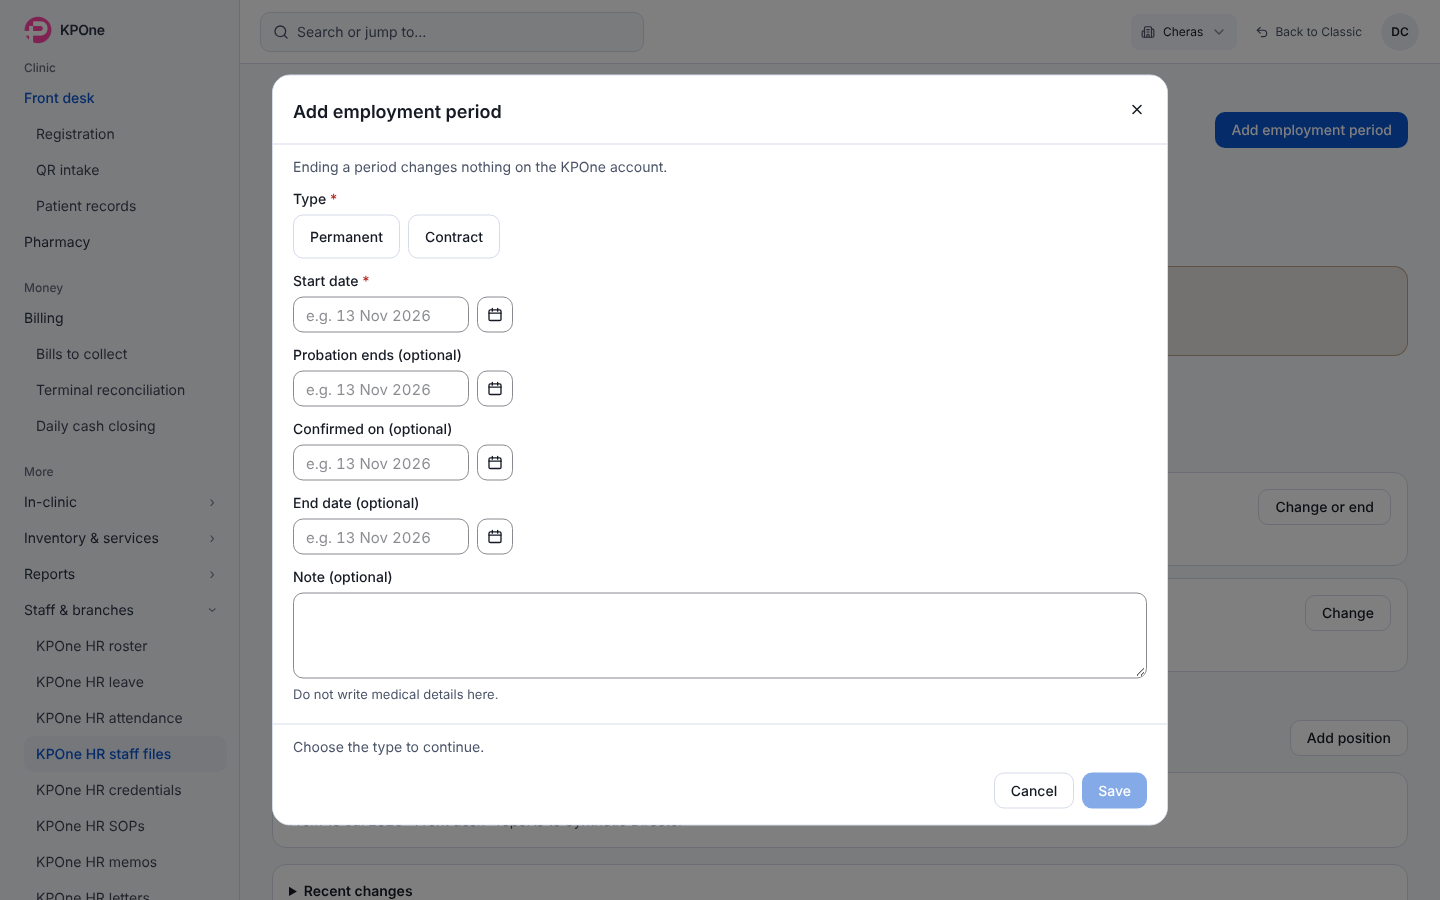 KPOne
Search or jump to...
Cheras
Back to Classic
DC
Clinic
Front desk
Registration
QR intake
Patient records
Pharmacy
Money
Billing
Bills to collect
Terminal reconciliation
Daily cash closing
More
In-clinic
Inventory & services
Reports
Staff & branches
KPOne HR roster
KPOne HR leave
KPOne HR attendance
KPOne HR staff files
KPOne HR credentials
KPOne HR SOPs
KPOne HR memos
KPOne HR letters
Add employment period
Add employment period
Ending a period changes nothing on the KPOne account.
Type *
Permanent
Contract
Start date *
e.g. 13 Nov 2026
Probation ends (optional)
e.g. 13 Nov 2026
Confirmed on (optional)
e.g. 13 Nov 2026
End date (optional)
e.g. 13 Nov 2026
Note (optional)
Do not write medical details here.
Choose the type to continue.
Cancel
Save
Change or end
Change
Add position
Recent changes